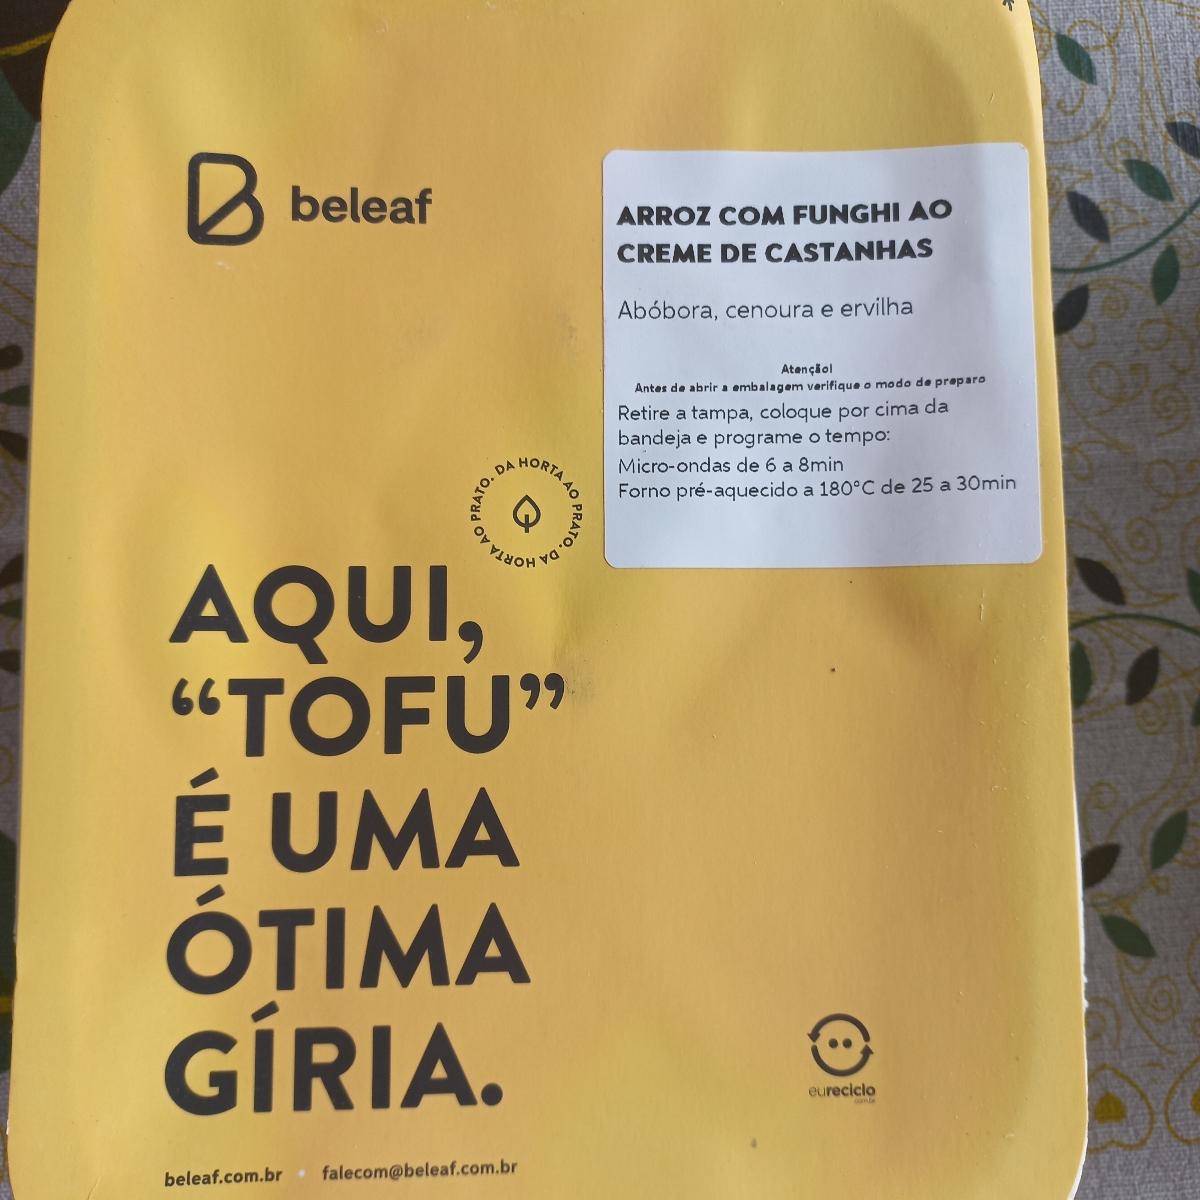 beleaf
ARROZ COM FUNGHI AO
CREME DE CASTANHAS
Abóbora, cenoura e ervilha
Atenção!
Antes de abrir a embalagem verifique o modo de preparo
Retire a tampa, coloque por cima da
bandeja e programe o tempo:
Micro-ondas de 6 a 8min
Forno pré-aquecido a 180°C de 25 a 30min
DA HORTA AO PRATO. DA HORTA AO PRATO.
AQUI,
“TOFU”
É UMA
ÓTIMA
GÍRIA.
eureciclo
.com.br
beleaf.com.br • falecom@beleaf.com.br